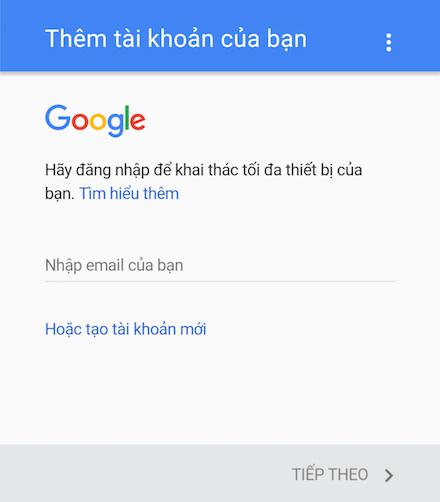 Thêm tài khoản của bạn
Google
Hãy đăng nhập để khai thác tối đa thiết bị của
bạn. Tìm hiểu thêm
Nhập email của bạn
Hoặc tạo tài khoản mới
TIẾP THEO